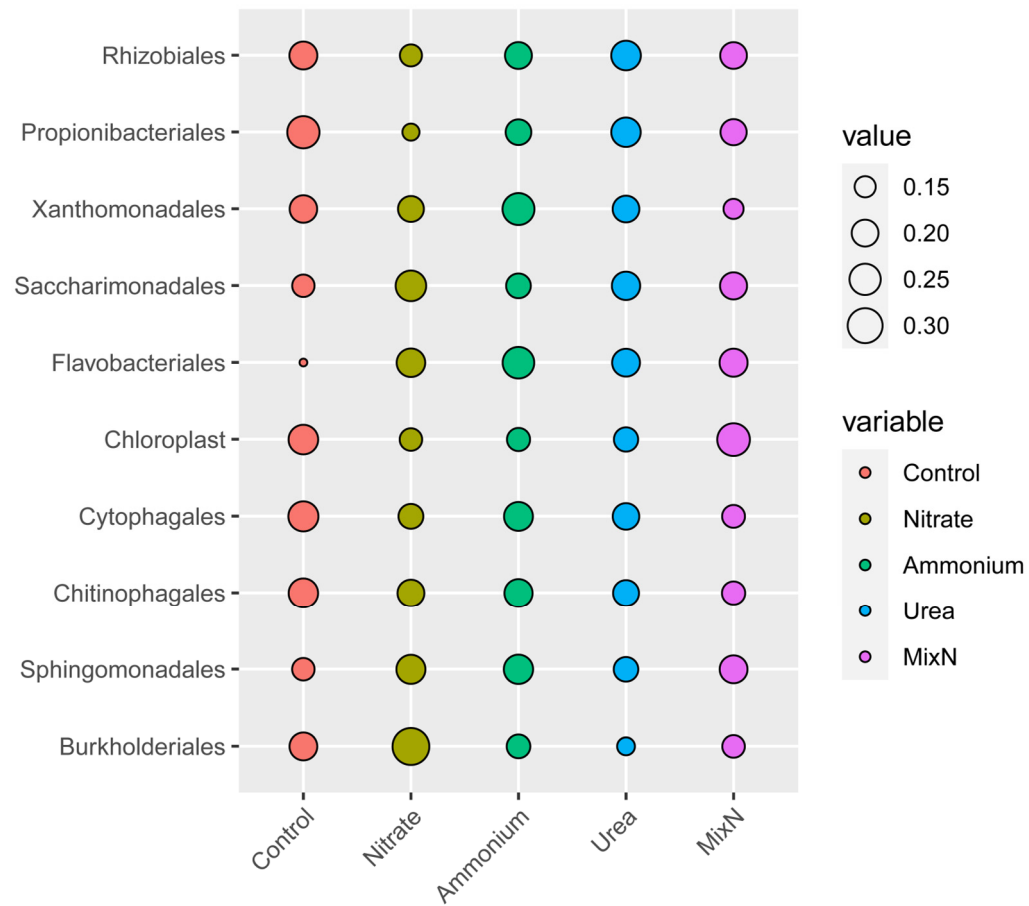 Rhizobiales
Propionibacteriales
Xanthomonadales
Saccharimonadales
Flavobacteriales
Chloroplast
Cytophagales
Chitinophagales
Sphingomonadales
Burkholderiales
Control
Nitrate
Ammonium
Urea
MixN
value
0.15
0.20
0.25
0.30
variable
Control
Nitrate
Ammonium
Urea
MixN